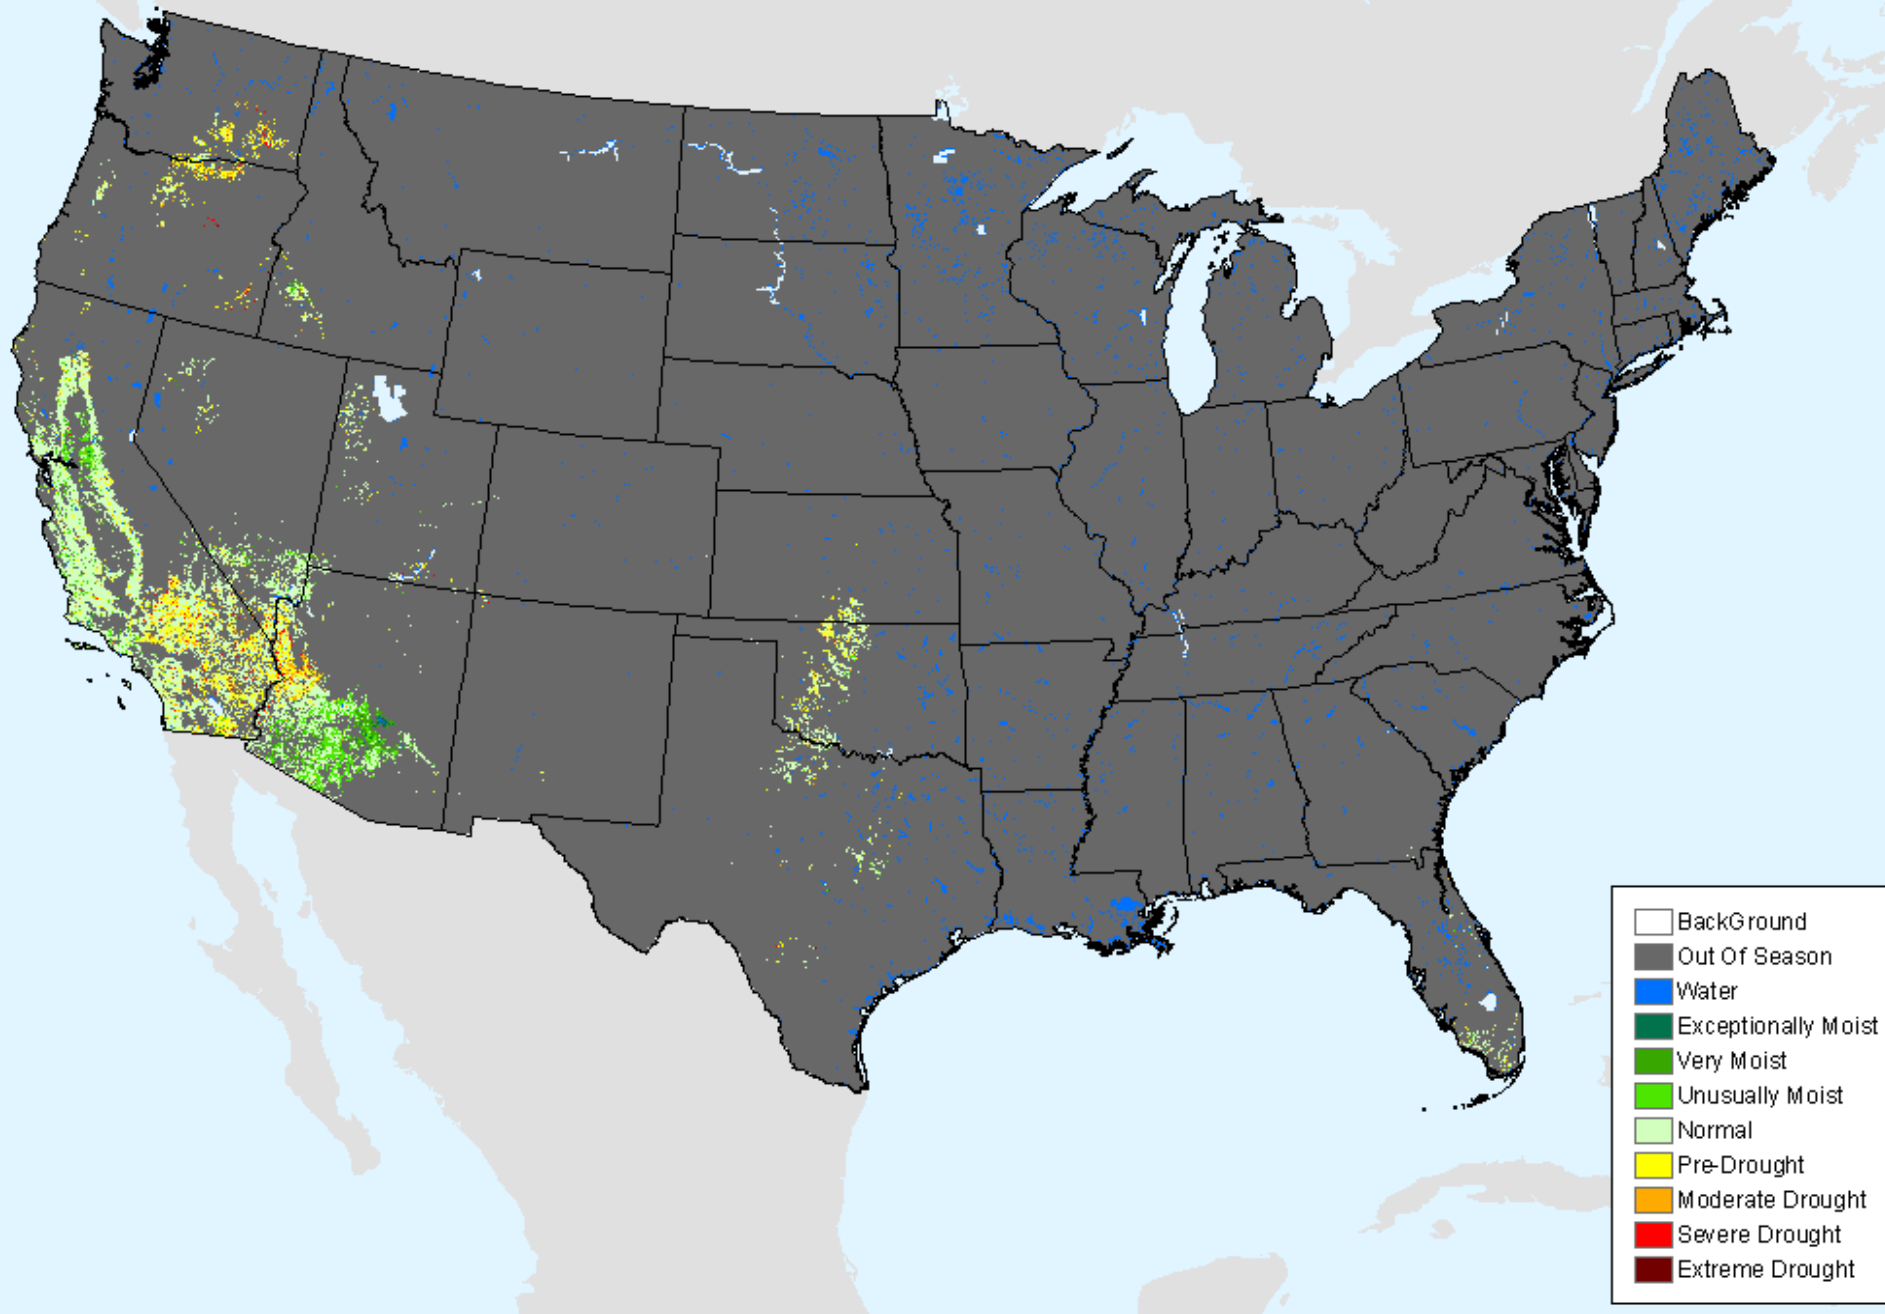 BackGround
Out Of Season
Water
Exceptionally Moist
Very Moist
Unusually Moist
Normal
Pre-Drought
Moderate Drought
Severe Drought
Extreme Drought